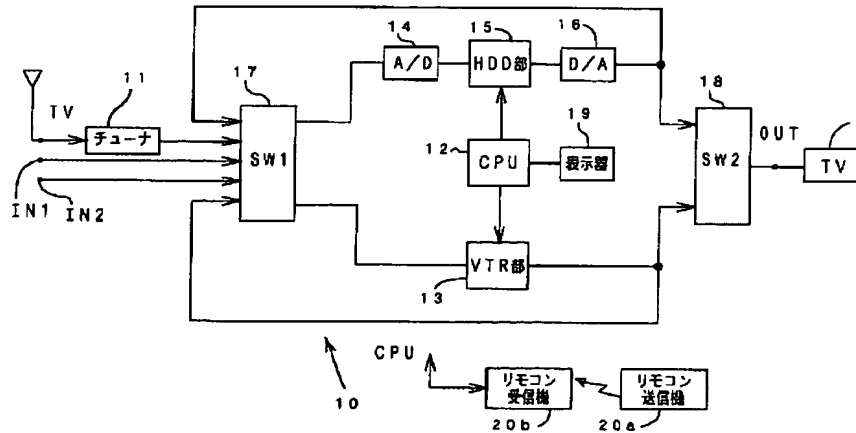 14
15
16
A/D
HDD部
D/A
11
17
TV
チューナ
SW1
IN1
IN2
12
CPU
19
表示器
18
OUT
SW2
TV
VTR部
13
10
CPU
リモコン
受信機
20b
リモコン
送信機
20a